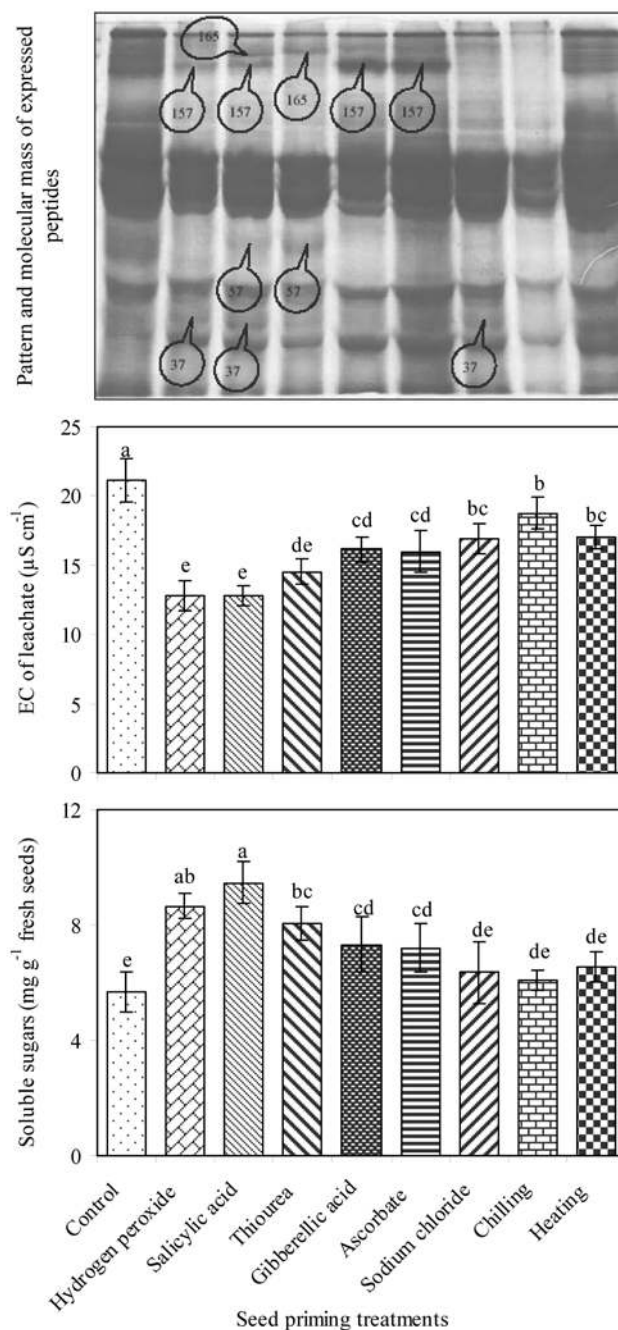 Pattern and molecular mass of expressed
peptides
165
157
157
165
157
157
57
57
37
37
37
EC of leachate (µS cm-1)
25
20
15
10
5
0
a
e
e
de
cd
cd
bc
b
bc
Soluble sugars (mg g-1 fresh seeds)
12
8
4
0
e
ab
a
bc
cd
cd
de
de
de
Control
Hydrogen peroxide
Salicylic acid
Thiourea
Gibberellic acid
Ascorbate
Sodium chloride
Chilling
Heating
Seed priming treatments